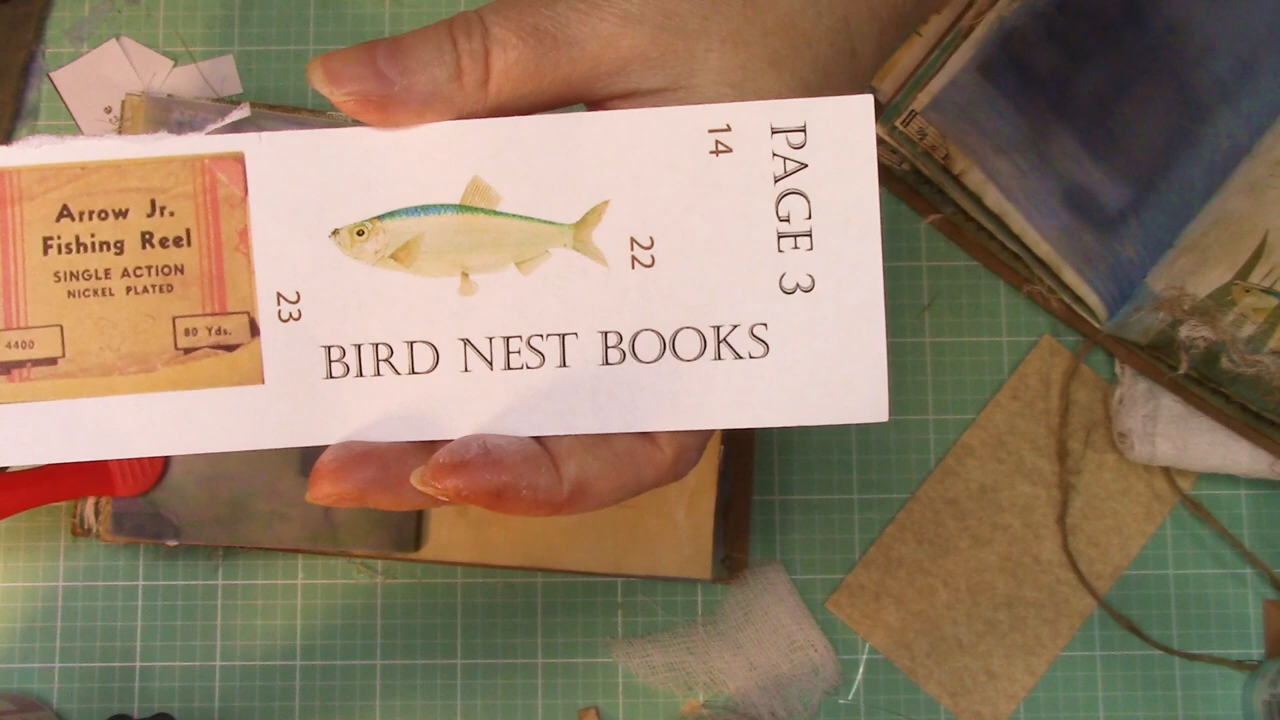 Arrow Jr.
Fishing Reel
SINGLE ACTION
NICKEL PLATED
4400
80 Yds.
23
22
14
PAGE 3
BIRD NEST BOOKS